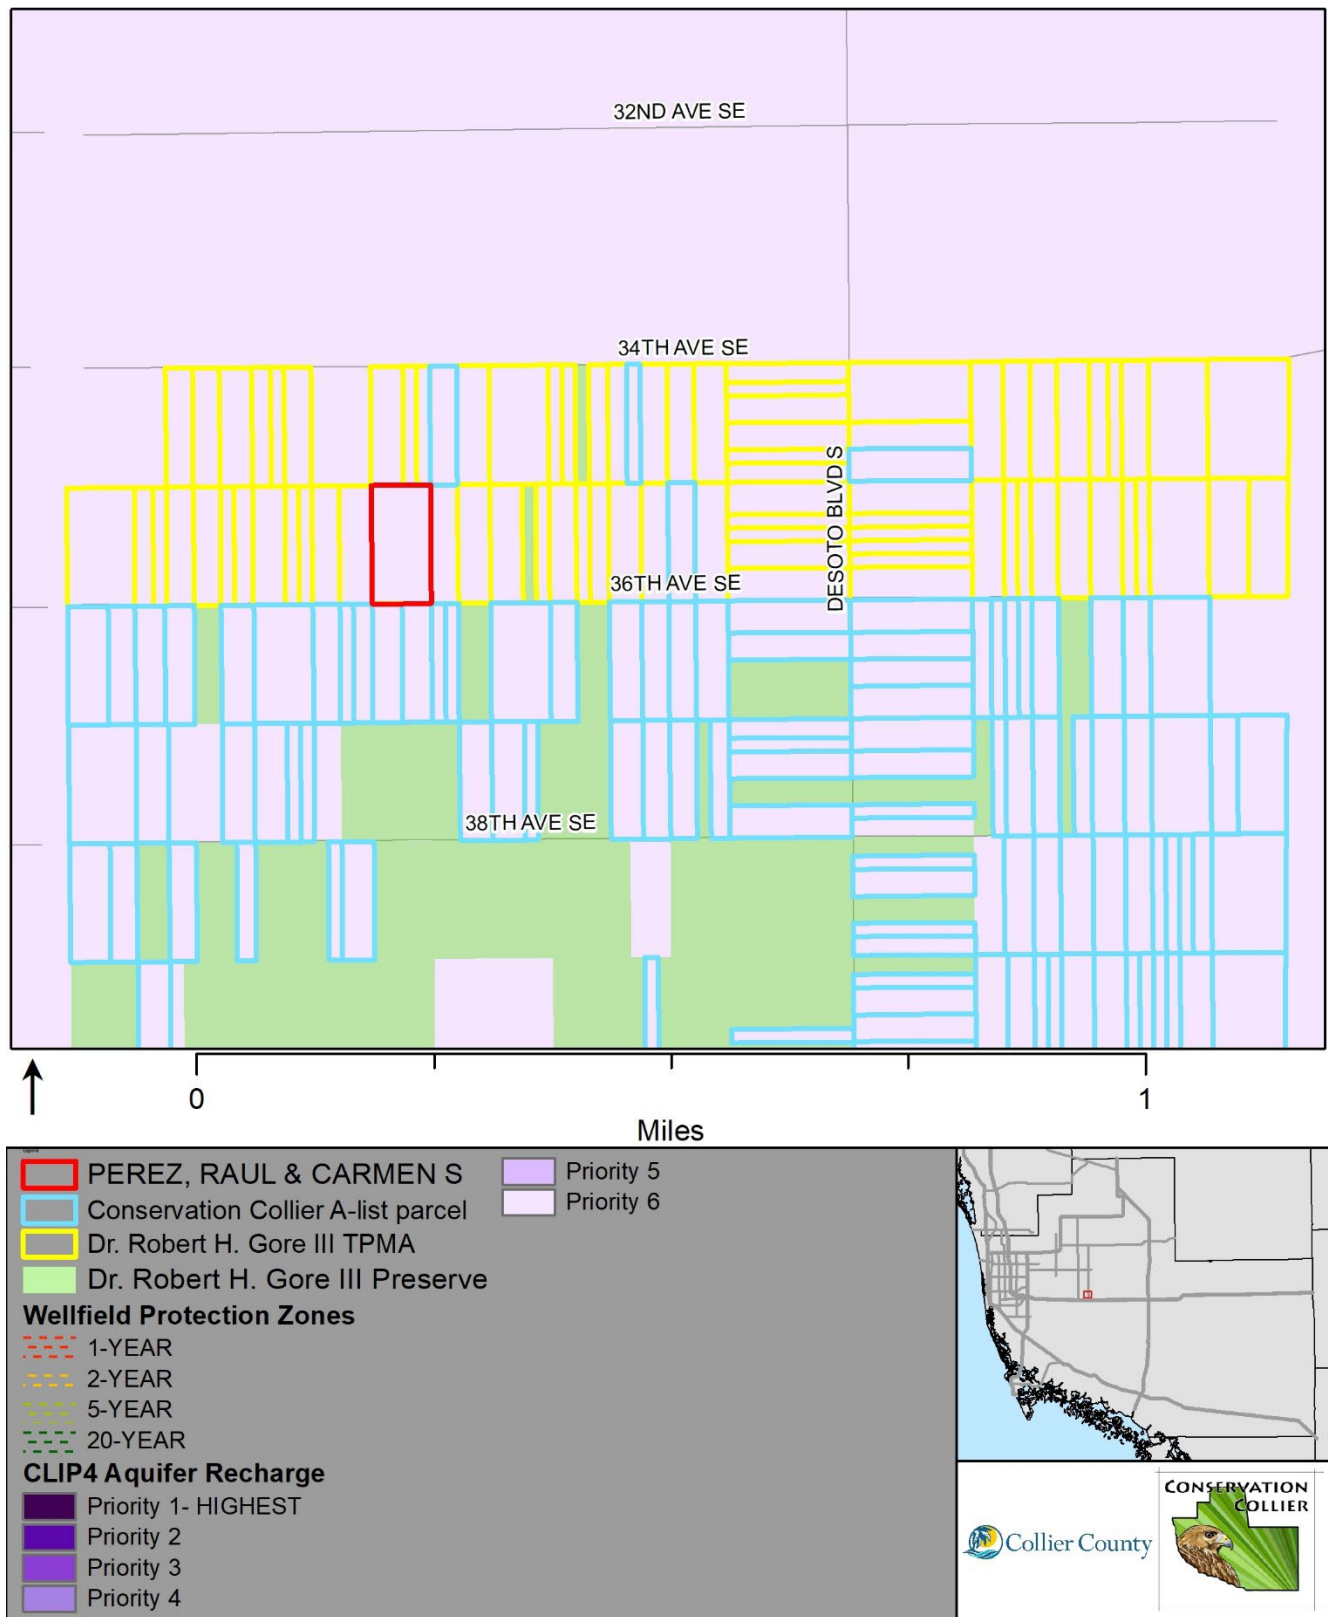 32ND AVE SE
34TH AVE SE
DESOTO BLVD S
36TH AVE SE
38TH AVE SE
0
1
Miles
Legend
PEREZ, RAUL & CARMEN S
Conservation Collier A-list parcel
Dr. Robert H. Gore III TPMA
Dr. Robert H. Gore III Preserve
Wellfield Protection Zones
1-YEAR
2-YEAR
5-YEAR
20-YEAR
CLIP4 Aquifer Recharge
Priority 1- HIGHEST
Priority 2
Priority 3
Priority 4
Priority 5
Priority 6
Collier County
CONSERVATION
COLLIER